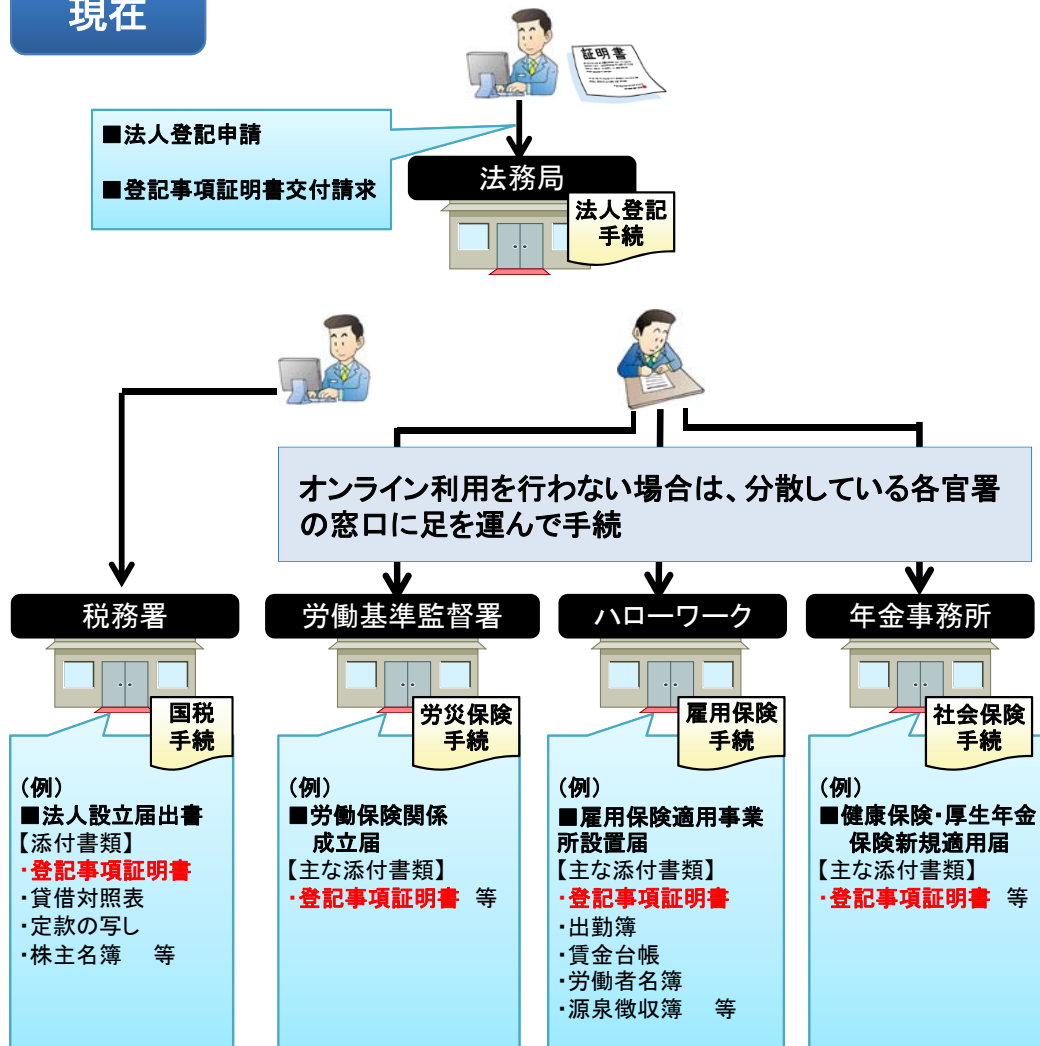 現在
証明書
■法人登記申請
■登記事項証明書交付請求
法務局
法人登記
手続
オンライン利用を行わない場合は、分散している各官署
の窓口に足を運んで手続
税務署
国税
手続
(例)
■法人設立届出書
【添付書類】
・登記事項証明書
・貸借対照表
・定款の写し
・株主名簿 等
労働基準監督署
労災保険
手続
(例)
■労働保険関係
成立届
【主な添付書類】
・登記事項証明書 等
ハローワーク
雇用保険
手続
(例)
■雇用保険適用事業
所設置届
【主な添付書類】
・登記事項証明書
・出勤簿
・賃金台帳
・労働者名簿
・源泉徴収簿 等
年金事務所
社会保険
手続
(例)
■健康保険・厚生年金
保険新規適用届
【主な添付書類】
・登記事項証明書 等